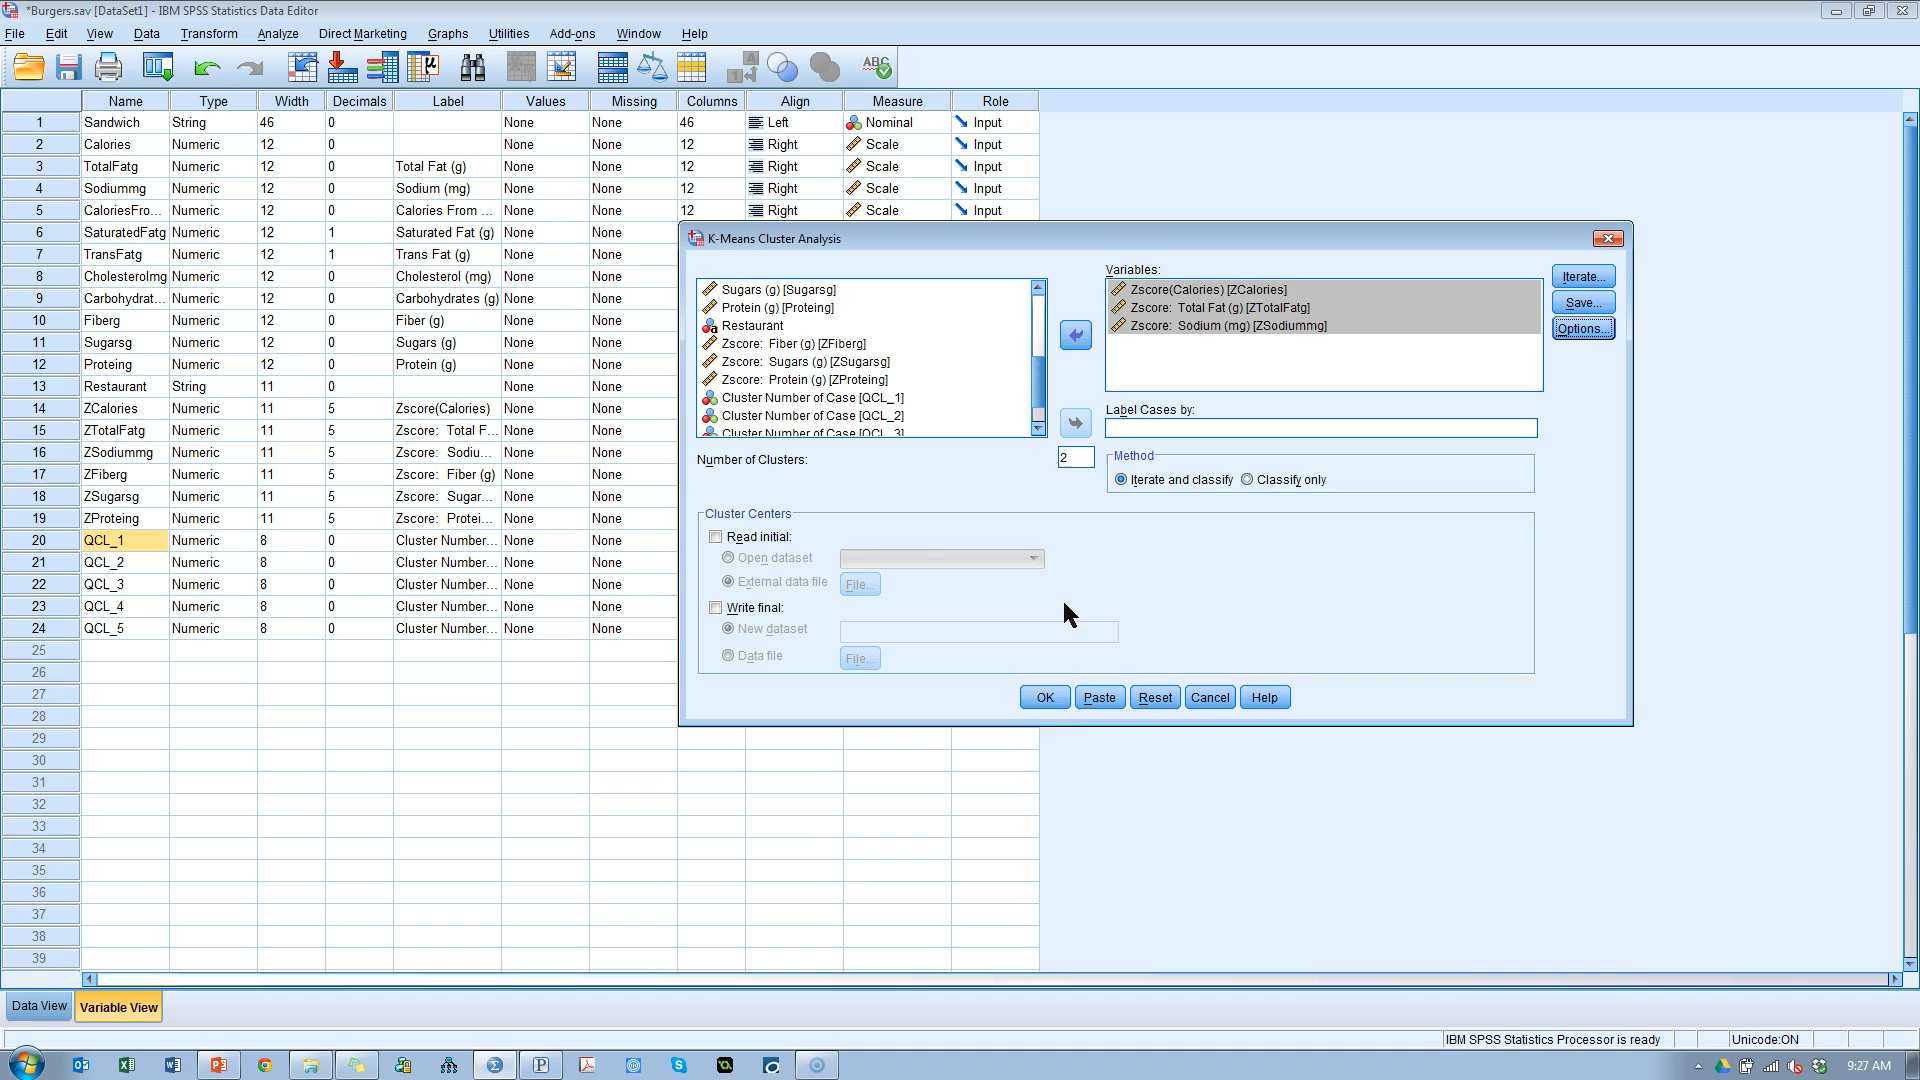 *Burgers.sav [DataSet1] - IBM SPSS Statistics Data Editor
File Edit View Data Transform Analyze Direct Marketing Graphs Utilities Add-ons Window Help
Name Type Width Decimals Label Values Missing Columns Align Measure Role
1 Sandwich String 46 0 None None 46 Left Nominal Input
2 Calories Numeric 12 0 None None 12 Right Scale Input
3 TotalFatg Numeric 12 0 Total Fat (g) None None 12 Right Scale Input
4 Sodiummg Numeric 12 0 Sodium (mg) None None 12 Right Scale Input
5 CaloriesFro... Numeric 12 0 Calories From ... None None 12 Right Scale Input
6 SaturatedFatg Numeric 12 1 Saturated Fat (g) None None
7 TransFatg Numeric 12 1 Trans Fat (g) None None
8 Cholesterolmg Numeric 12 0 Cholesterol (mg) None None
9 Carbohydrat... Numeric 12 0 Carbohydrates (g) None None
10 Fiberg Numeric 12 0 Fiber (g) None None
11 Sugarsg Numeric 12 0 Sugars (g) None None
12 Proteing Numeric 12 0 Protein (g) None None
13 Restaurant String 11 0 None None
14 ZCalories Numeric 11 5 Zscore(Calories) None None
15 ZTotalFatg Numeric 11 5 Zscore: Total F... None None
16 ZSodiummg Numeric 11 5 Zscore: Sodiu... None None
17 ZFiberg Numeric 11 5 Zscore: Fiber (g) None None
18 ZSugarsg Numeric 11 5 Zscore: Sugar... None None
19 ZProteing Numeric 11 5 Zscore: Protei... None None
20 QCL_1 Numeric 8 0 Cluster Number... None None
21 QCL_2 Numeric 8 0 Cluster Number... None None
22 QCL_3 Numeric 8 0 Cluster Number... None None
23 QCL_4 Numeric 8 0 Cluster Number... None None
24 QCL_5 Numeric 8 0 Cluster Number... None None
25
26
27
28
29
30
31
32
33
34
35
36
37
38
39
K-Means Cluster Analysis
Sugars (g) [Sugarsg]
Protein (g) [Proteing]
Restaurant
Zscore: Fiber (g) [ZFiberg]
Zscore: Sugars (g) [ZSugarsg]
Zscore: Protein (g) [ZProteing]
Cluster Number of Case [QCL_1]
Cluster Number of Case [QCL_2]
Cluster Number of Case [QCL_3]
Variables:
Zscore(Calories) [ZCalories]
Zscore: Total Fat (g) [ZTotalFatg]
Zscore: Sodium (mg) [ZSodiummg]
Iterate...
Save...
Options...
Label Cases by:
Number of Clusters: 2
Method
Iterate and classify Classify only
Cluster Centers
Read initial:
Open dataset
External data file File...
Write final:
New dataset
Data file File...
OK Paste Reset Cancel Help
Data View Variable View
IBM SPSS Statistics Processor is ready Unicode:ON
9:27 AM